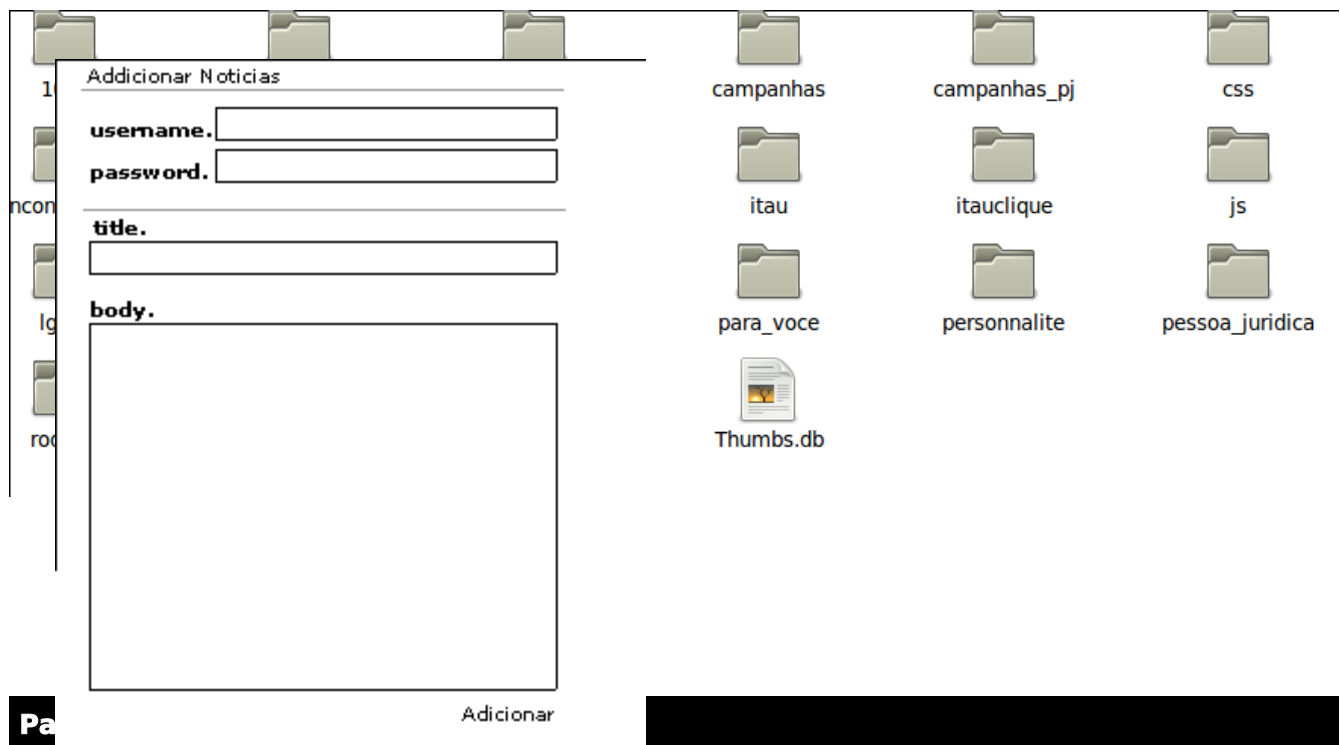 Addicionar Noticias
username.
password.
title.
body.
Adicionar
campanhas
campanhas_pj
css
itau
itauclique
js
para_voce
personnalite
pessoa_juridica
Thumbs.db